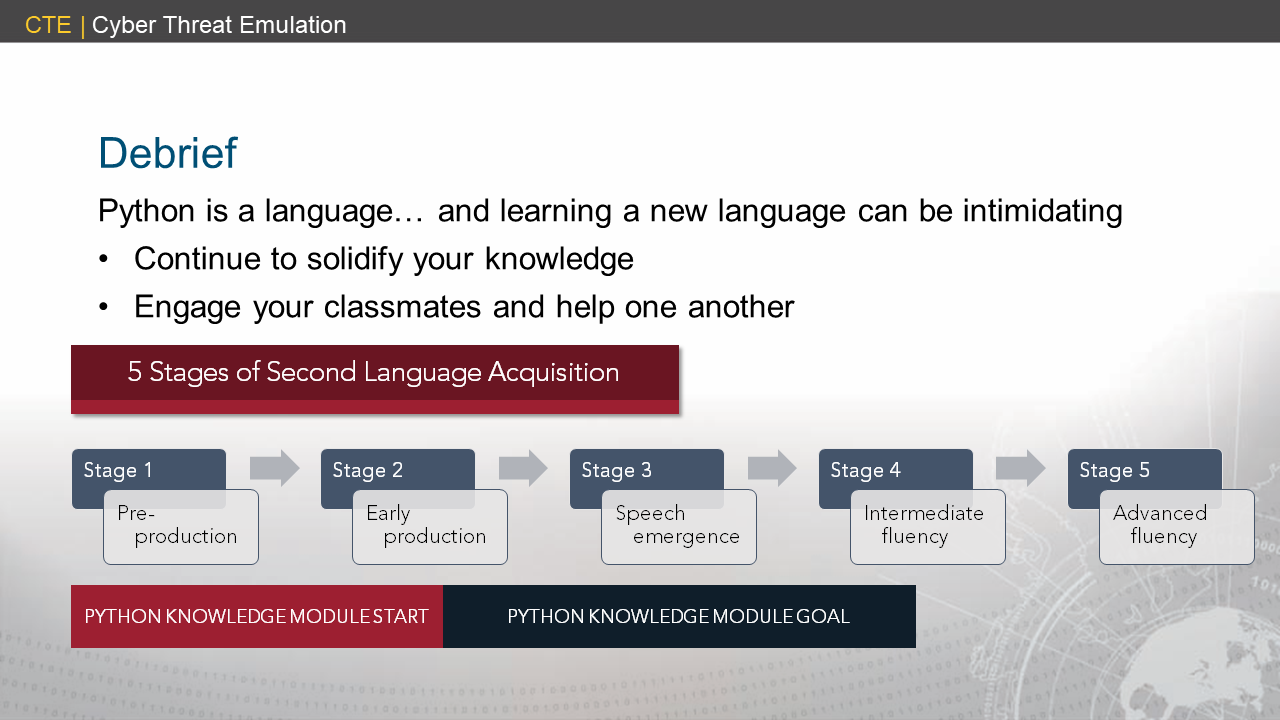 CTE | Cyber Threat Emulation
Debrief
Python is a language… and learning a new language can be intimidating
• Continue to solidify your knowledge
• Engage your classmates and help one another
5 Stages of Second Language Acquisition
Stage 1
Pre-
production
Stage 2
Early
production
Stage 3
Speech
emergence
Stage 4
Intermediate
fluency
Stage 5
Advanced
fluency
PYTHON KNOWLEDGE MODULE START
PYTHON KNOWLEDGE MODULE GOAL